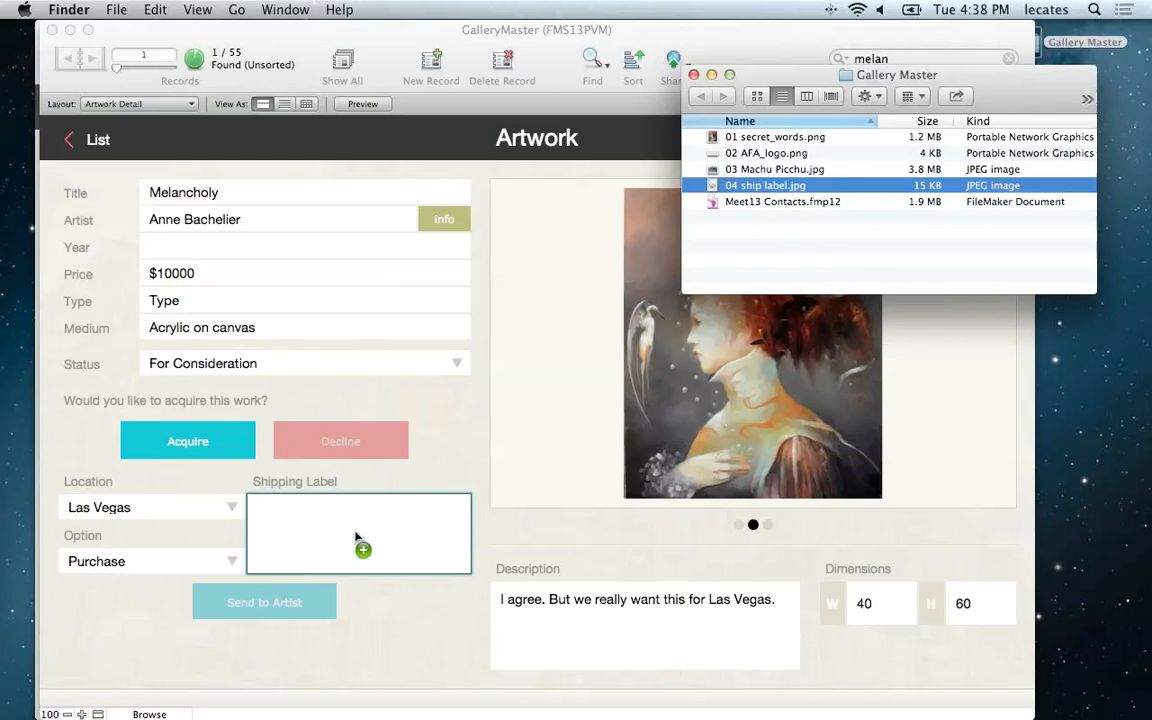 Finder File Edit View Go Window Help Tue 4:38 PM lecates
GalleryMaster (FMS13PVM)
Gallery Master
1
1 / 55
Found (Unsorted)
Records
Show All
New Record
Delete Record
Find
Sort
melan
Layout: Artwork Detail
View As:
Preview
Gallery Master
Name Size Kind
01 secret_words.png 1.2 MB Portable Network Graphics
02 AFA_logo.png 4 KB Portable Network Graphics
03 Machu Picchu.jpg 3.8 MB JPEG image
04 ship label.jpg 15 KB JPEG image
Meet13 Contacts.fmp12 1.9 MB FileMaker Document
List
Artwork
Title Melancholy
Artist Anne Bachelier info
Year
Price $10000
Type Type
Medium Acrylic on canvas
Status For Consideration
Would you like to acquire this work?
Acquire Decline
Location Shipping Label
Las Vegas
Option
Purchase
Send to Artist
Description
I agree. But we really want this for Las Vegas.
Dimensions
W 40 H 60
100 Browse